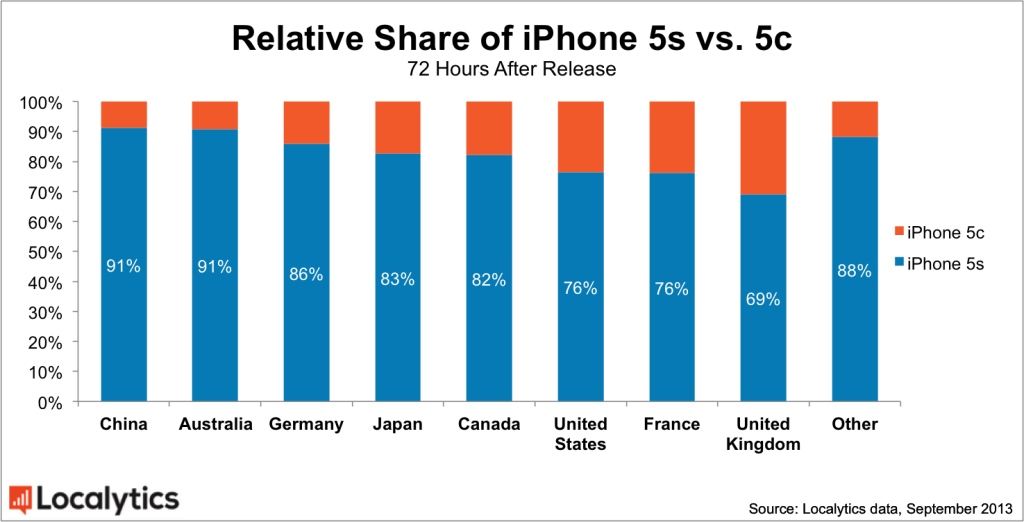 Relative Share of iPhone 5s vs. 5c
72 Hours After Release
100%
90%
80%
70%
60%
50%
40%
30%
20%
10%
0%
91%
91%
86%
83%
82%
76%
76%
69%
88%
iPhone 5c
iPhone 5s
China
Australia
Germany
Japan
Canada
United
States
France
United
Kingdom
Other
Localytics
Source: Localytics data, September 2013